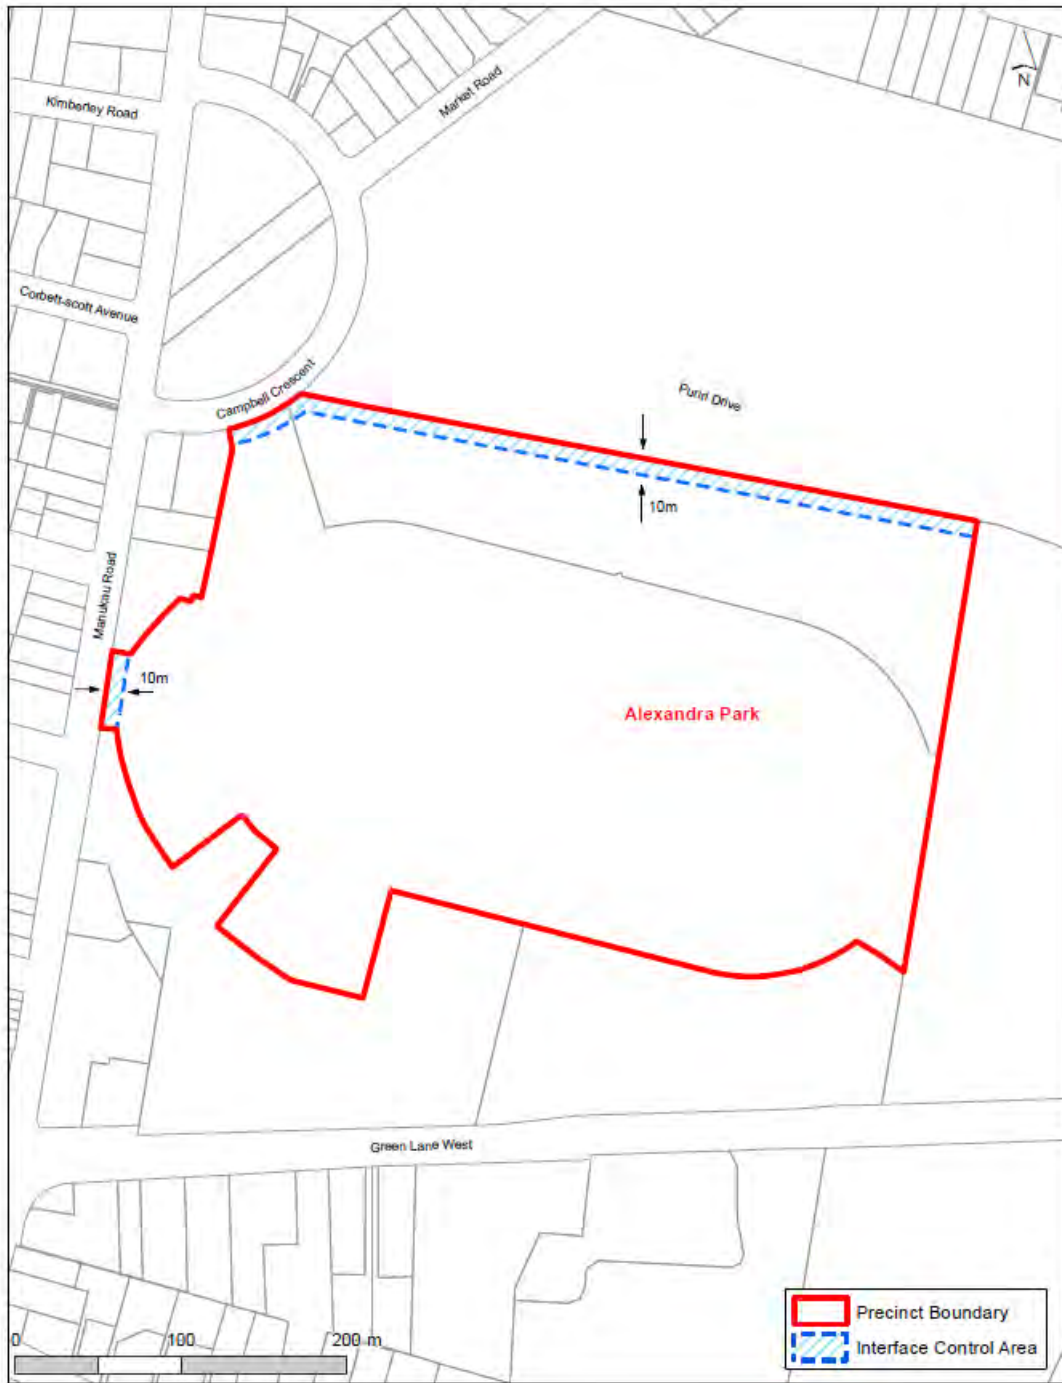 Market Road
N
Kimberley Road
Corbett-scott Avenue
Campbell Crescent
Puriri Drive
10m
Manukau Road
10m
Alexandra Park
Green Lane West
Precinct Boundary
Interface Control Area
0 100 200 m